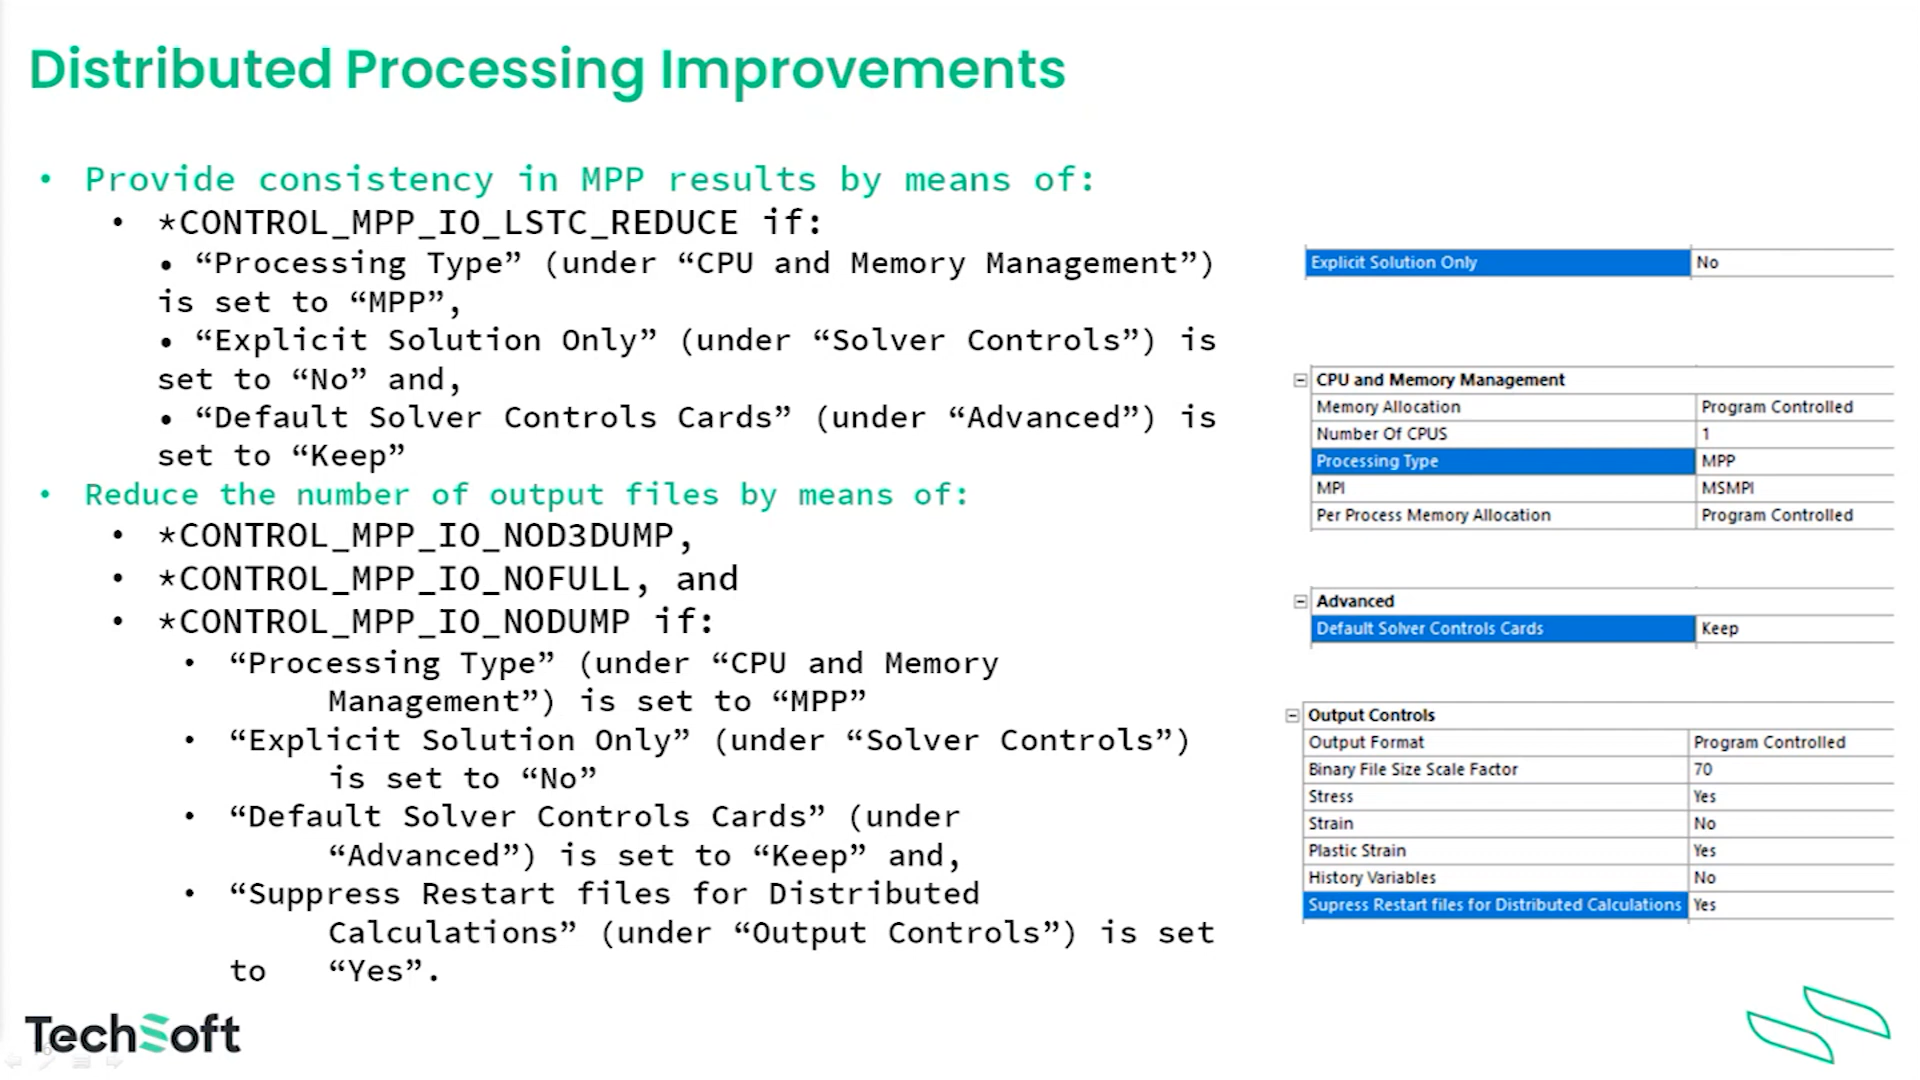 Distributed Processing Improvements
• Provide consistency in MPP results by means of:
• *CONTROL_MPP_IO_LSTC_REDUCE if:
• “Processing Type” (under “CPU and Memory Management”)
is set to “MPP”,
• “Explicit Solution Only” (under “Solver Controls”) is
set to “No” and,
• “Default Solver Controls Cards” (under “Advanced”) is
set to “Keep”
• Reduce the number of output files by means of:
• *CONTROL_MPP_IO_NOD3DUMP,
• *CONTROL_MPP_IO_NOFULL, and
• *CONTROL_MPP_IO_NODUMP if:
• “Processing Type” (under “CPU and Memory
Management”) is set to “MPP”
• “Explicit Solution Only” (under “Solver Controls”)
is set to “No”
• “Default Solver Controls Cards” (under
“Advanced”) is set to “Keep” and,
• “Suppress Restart files for Distributed
Calculations” (under “Output Controls”) is set
to “Yes”.
Explicit Solution Only No
CPU and Memory Management
Memory Allocation Program Controlled
Number Of CPUS 1
Processing Type MPP
MPI MSMPI
Per Process Memory Allocation Program Controlled
Advanced
Default Solver Controls Cards Keep
Output Controls
Output Format Program Controlled
Binary File Size Scale Factor 70
Stress Yes
Strain No
Plastic Strain Yes
History Variables No
Supress Restart files for Distributed Calculations Yes
TechSoft